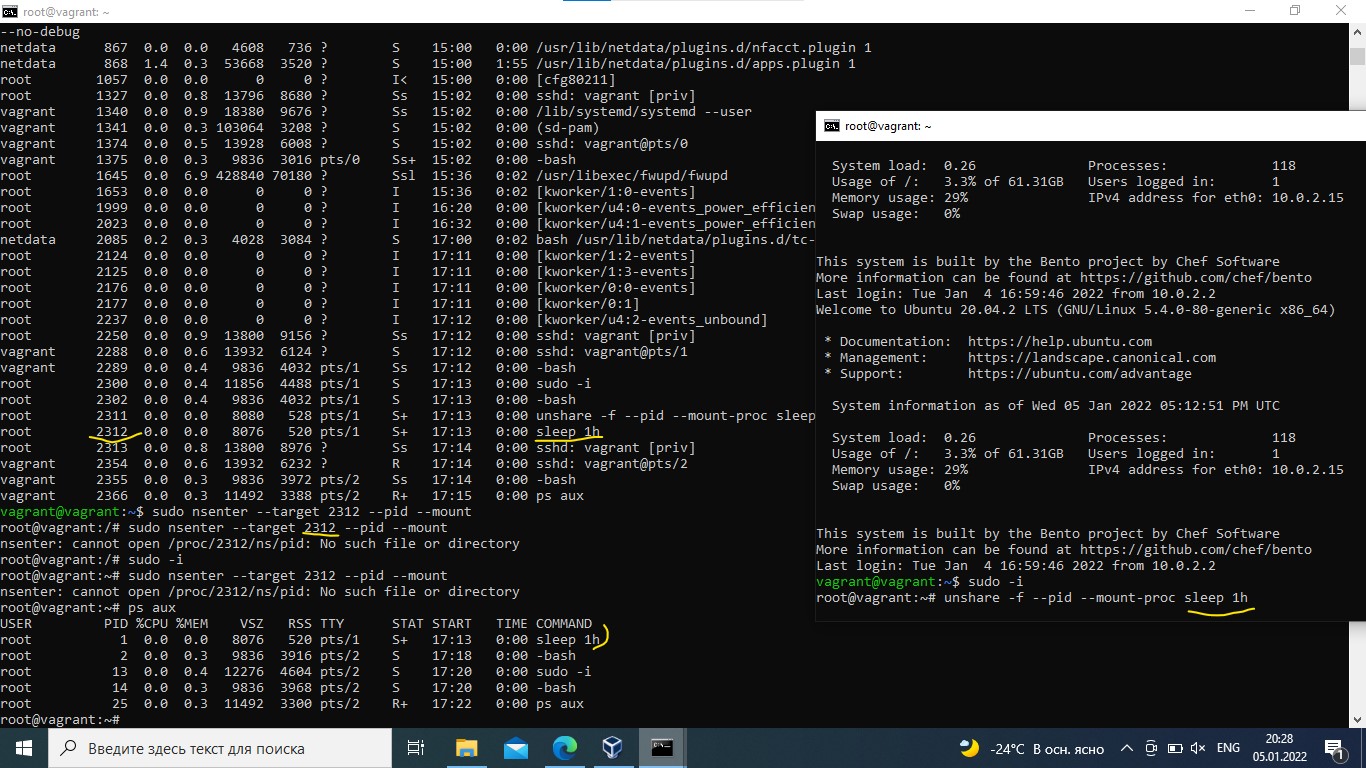 root@vagrant: ~
--no-debug
netdata 867 0.0 0.0 4608 736 ? S 15:00 0:00 /usr/lib/netdata/plugins.d/nfacct.plugin 1
netdata 868 1.4 0.3 53668 3520 ? S 15:00 1:55 /usr/lib/netdata/plugins.d/apps.plugin 1
root 1057 0.0 0.0 0 0 ? I< 15:00 0:00 [cfg80211]
root 1327 0.0 0.8 13796 8680 ? Ss 15:02 0:00 sshd: vagrant [priv]
vagrant 1340 0.0 0.9 18380 9676 ? Ss 15:02 0:00 /lib/systemd/systemd --user
vagrant 1341 0.0 0.3 103064 3208 ? S 15:02 0:00 (sd-pam)
vagrant 1374 0.0 0.5 13928 6008 ? S 15:02 0:00 sshd: vagrant@pts/0
vagrant 1375 0.0 0.3 9836 3016 pts/0 Ss+ 15:02 0:00 -bash
root 1645 0.0 6.9 428840 70180 ? Ssl 15:36 0:02 /usr/libexec/fwupd/fwupd
root 1653 0.0 0.0 0 0 ? I 15:36 0:02 [kworker/1:0-events]
root 1999 0.0 0.0 0 0 ? I 16:20 0:00 [kworker/u4:0-events_power_efficien
root 2023 0.0 0.0 0 0 ? I 16:32 0:00 [kworker/u4:1-events_power_efficien
netdata 2085 0.2 0.3 4028 3084 ? S 17:00 0:02 bash /usr/lib/netdata/plugins.d/tc-
root 2124 0.0 0.0 0 0 ? I 17:11 0:00 [kworker/1:2-events]
root 2125 0.0 0.0 0 0 ? I 17:11 0:00 [kworker/1:3-events]
root 2176 0.0 0.0 0 0 ? I 17:11 0:00 [kworker/0:0-events]
root 2177 0.0 0.0 0 0 ? I 17:11 0:00 [kworker/0:1]
root 2237 0.0 0.0 0 0 ? I 17:12 0:00 [kworker/u4:2-events_unbound]
root 2250 0.0 0.9 13800 9156 ? Ss 17:12 0:00 sshd: vagrant [priv]
vagrant 2288 0.0 0.6 13932 6124 ? S 17:12 0:00 sshd: vagrant@pts/1
vagrant 2289 0.0 0.4 9836 4032 pts/1 Ss 17:12 0:00 -bash
root 2300 0.0 0.4 11856 4488 pts/1 S 17:13 0:00 sudo -i
root 2302 0.0 0.4 9836 4032 pts/1 S 17:13 0:00 -bash
root 2311 0.0 0.0 8080 528 pts/1 S+ 17:13 0:00 unshare -f --pid --mount-proc sleep
root 2312 0.0 0.0 8076 520 pts/1 S+ 17:13 0:00 sleep 1h
root 2313 0.0 0.8 13800 8976 ? Ss 17:14 0:00 sshd: vagrant [priv]
vagrant 2354 0.0 0.6 13932 6232 ? R 17:14 0:00 sshd: vagrant@pts/2
vagrant 2355 0.0 0.3 9836 3972 pts/2 Ss 17:14 0:00 -bash
vagrant 2366 0.0 0.3 11492 3388 pts/2 R+ 17:15 0:00 ps aux
vagrant@vagrant:~$ sudo nsenter --target 2312 --pid --mount
root@vagrant:/# sudo nsenter --target 2312 --pid --mount
nsenter: cannot open /proc/2312/ns/pid: No such file or directory
root@vagrant:/# sudo -i
root@vagrant:~# sudo nsenter --target 2312 --pid --mount
nsenter: cannot open /proc/2312/ns/pid: No such file or directory
root@vagrant:~# ps aux
USER PID %CPU %MEM VSZ RSS TTY STAT START TIME COMMAND
root 1 0.0 0.0 8076 520 pts/1 S+ 17:13 0:00 sleep 1h
root 2 0.0 0.3 9836 3916 pts/2 S 17:18 0:00 -bash
root 13 0.0 0.4 12276 4604 pts/2 S 17:20 0:00 sudo -i
root 14 0.0 0.3 9836 3968 pts/2 S 17:20 0:00 -bash
root 25 0.0 0.3 11492 3300 pts/2 R+ 17:22 0:00 ps aux
root@vagrant:~#
root@vagrant: ~
System load: 0.26 Processes: 118
Usage of /: 3.3% of 61.31GB Users logged in: 1
Memory usage: 29% IPv4 address for eth0: 10.0.2.15
Swap usage: 0%
This system is built by the Bento project by Chef Software
More information can be found at https://github.com/chef/bento
Last login: Tue Jan 4 16:59:46 2022 from 10.0.2.2
Welcome to Ubuntu 20.04.2 LTS (GNU/Linux 5.4.0-80-generic x86_64)
* Documentation: https://help.ubuntu.com
* Management: https://landscape.canonical.com
* Support: https://ubuntu.com/advantage
System information as of Wed 05 Jan 2022 05:12:51 PM UTC
System load: 0.26 Processes: 118
Usage of /: 3.3% of 61.31GB Users logged in: 1
Memory usage: 29% IPv4 address for eth0: 10.0.2.15
Swap usage: 0%
This system is built by the Bento project by Chef Software
More information can be found at https://github.com/chef/bento
Last login: Tue Jan 4 16:59:46 2022 from 10.0.2.2
vagrant@vagrant:~$ sudo -i
root@vagrant:~# unshare -f --pid --mount-proc sleep 1h
Введите здесь текст для поиска
-24°C В осн. ясно
ENG
20:28
05.01.2022
1